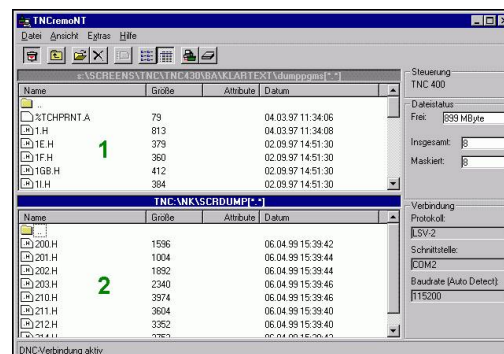 TNCremoNT
Datei Ansicht Extras Hilfe
s:\SCREENS\TNC\TNC430\BA\KLARTEXT\dumppgms[*.*]
Name Größe Attribute Datum
..
%TCHPRNT.A 79 04.03.97 11:34:06
1.H 813 04.03.97 11:34:08
1E.H 379 02.09.97 14:51:30
1F.H 360 02.09.97 14:51:30
1GB.H 412 02.09.97 14:51:30
1I.H 384 02.09.97 14:51:30
1
TNC:\NK\SCRDUMP[*.*]
Name Größe Attribute Datum
..
200.H 1596 06.04.99 15:39:42
201.H 1004 06.04.99 15:39:44
202.H 1892 06.04.99 15:39:44
203.H 2340 06.04.99 15:39:46
210.H 3974 06.04.99 15:39:46
211.H 3604 06.04.99 15:39:40
212.H 3352 06.04.99 15:39:40
2
Steuerung
TNC 400
Dateistatus
Frei: 899 MByte
Insgesamt: 8
Maskiert: 8
Verbindung
Protokoll:
LSV-2
Schnittstelle:
COM2
Baudrate (Auto Detect):
115200
DNC-Verbindung aktiv